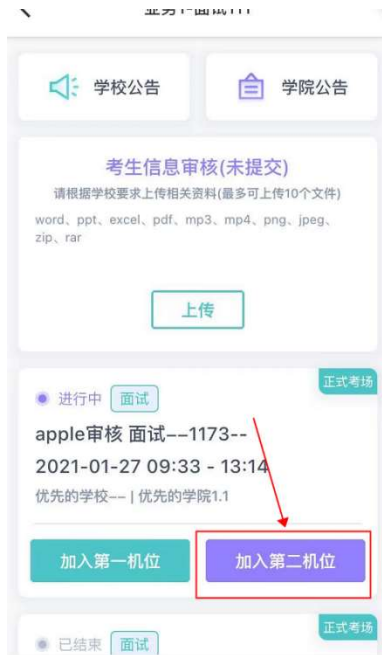 学校公告
学院公告
考生信息审核(未提交)
请根据学校要求上传相关资料(最多可上传10个文件)
word、ppt、excel、pdf、mp3、mp4、png、jpeg、
zip、rar
上传
正式考场
进行中 面试
apple审核 面试--1173--
2021-01-27 09:33 - 13:14
优先的学校-- | 优先的学院1.1
加入第一机位
加入第二机位
正式考场
已结束 面试